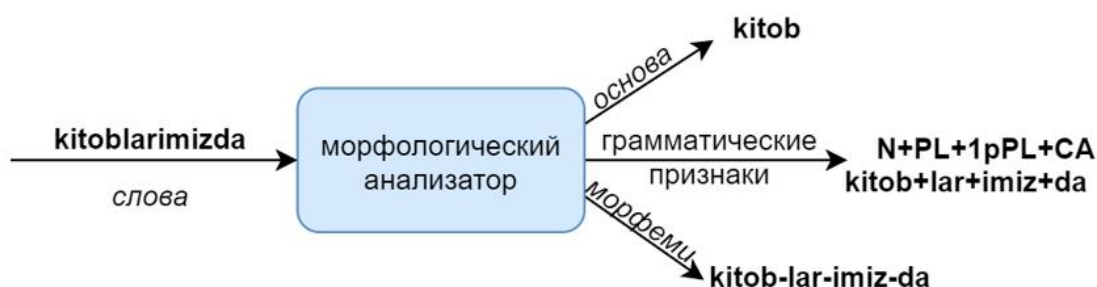 kitob
основа
kitoblarimizda
слова
морфологический
анализатор
грамматические
признаки
N+PL+1pPL+CA
kitob+lar+imiz+da
морфеми
kitob-lar-imiz-da